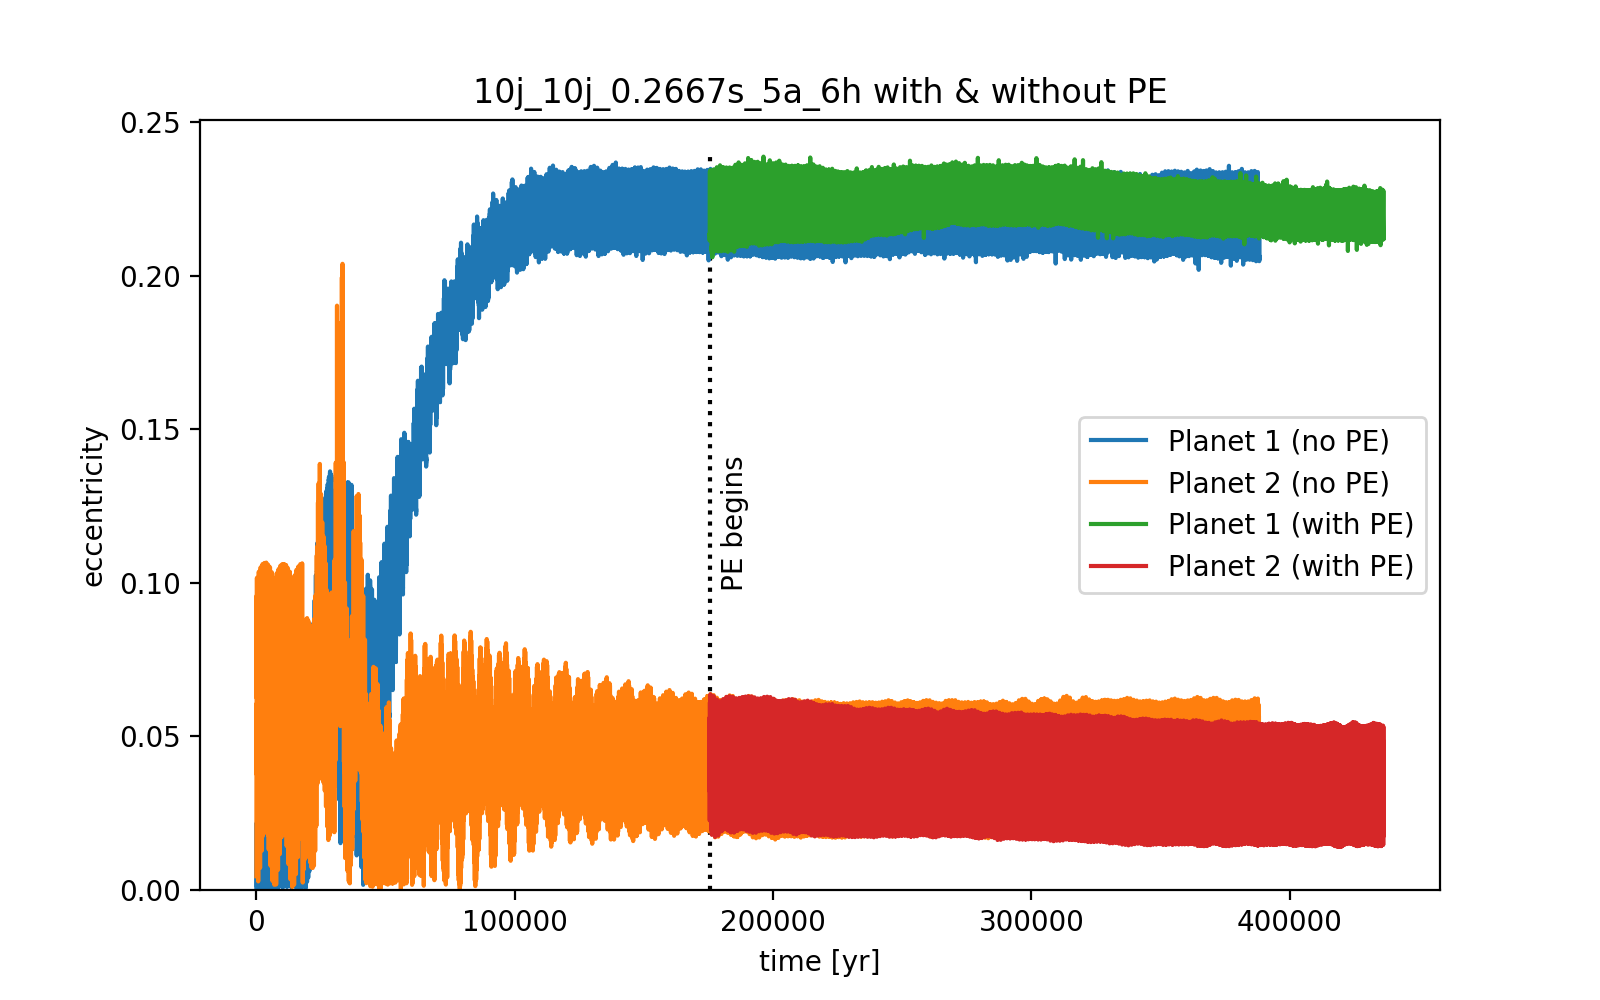 10j_10j_0.2667s_5a_6h with & without PE
eccentricity
0.25
0.20
0.15
0.10
0.05
0.00
PE begins
Planet 1 (no PE)
Planet 2 (no PE)
Planet 1 (with PE)
Planet 2 (with PE)
0 100000 200000 300000 400000
time [yr]